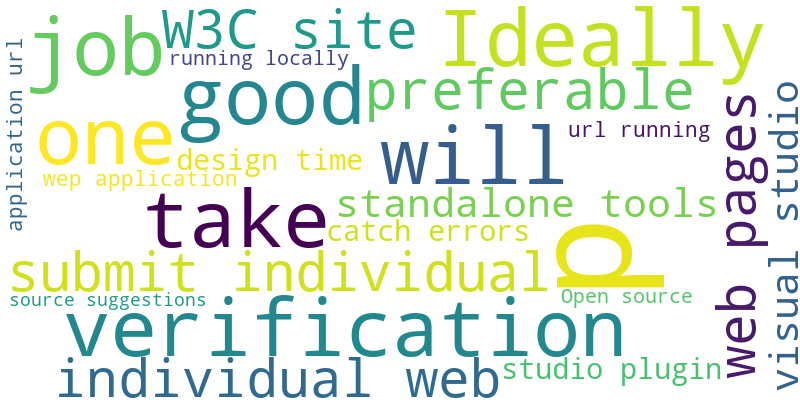 job
W3C site
Ideally
running locally
good
preferable
application url
one
will
url running
design time
wep application
take
standalone tools
catch errors
p
web pages
visual studio
submit individual
source suggestions
Open source
verification
individual web
studio plugin